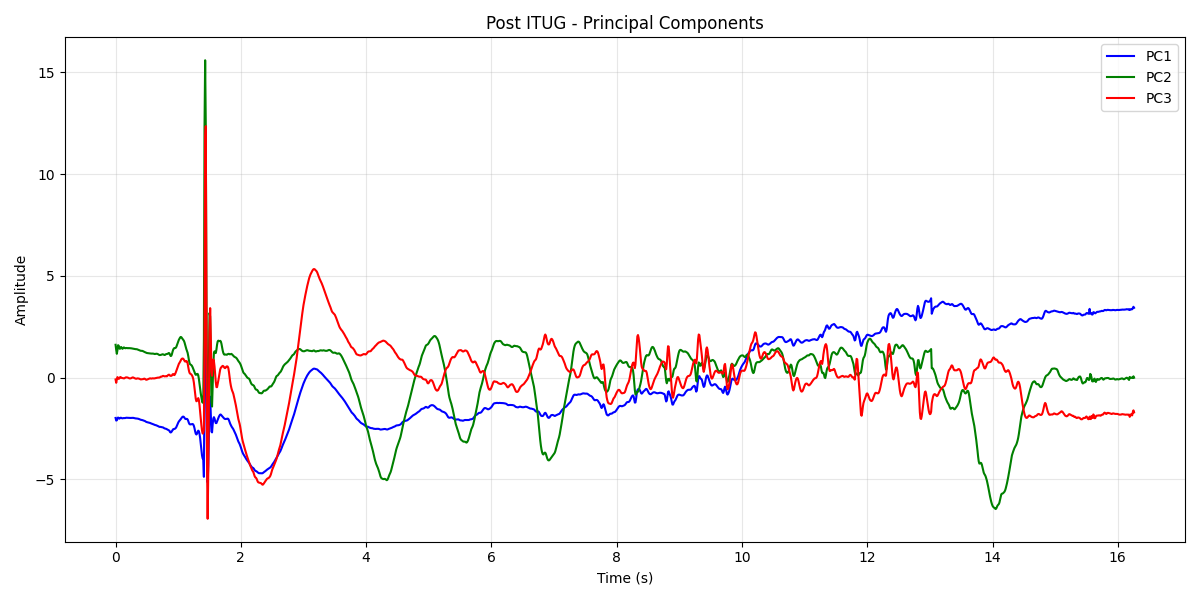 Post ITUG - Principal Components
PC1
PC2
PC3
Amplitude
15
10
5
0
−5
0 2 4 6 8 10 12 14 16
Time (s)